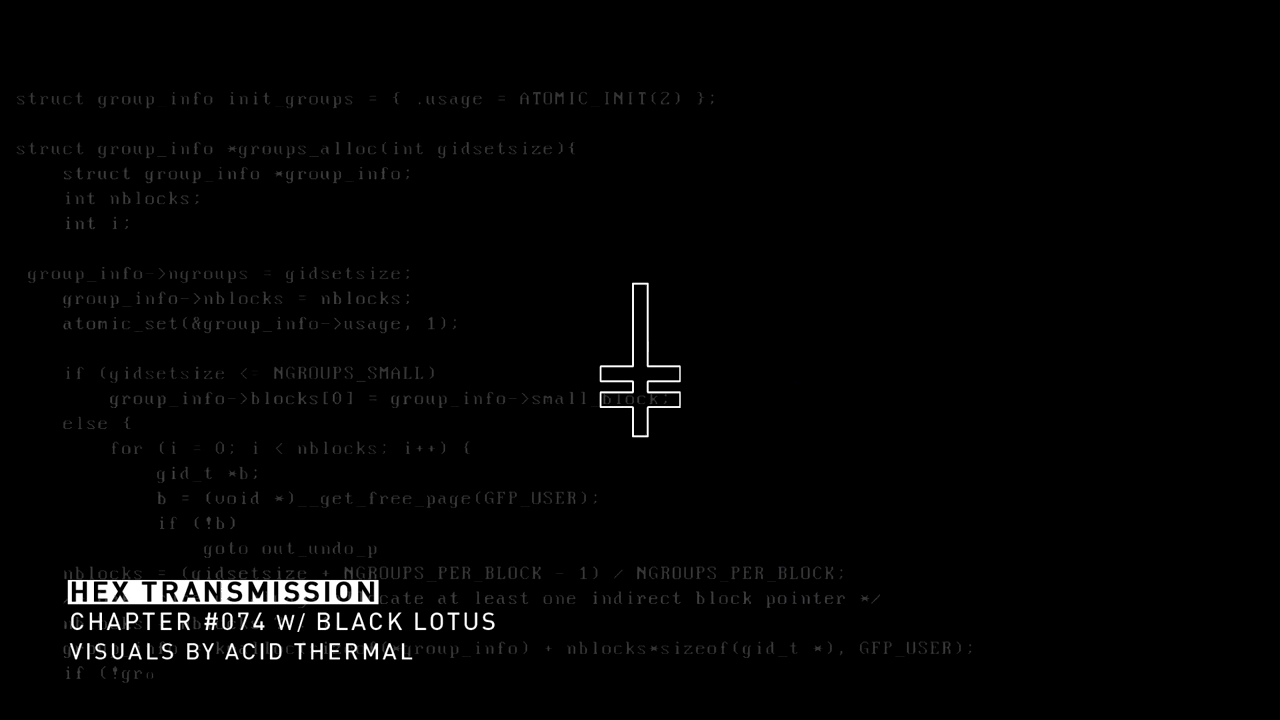 struct group_info init_groups = { .usage = ATOMIC_INIT(2) };
struct group_info *groups_alloc(int gidsetsize){
struct group_info *group_info;
int nblocks;
int i;
group_info->ngroups = gidsetsize;
group_info->nblocks = nblocks;
atomic_set(&group_info->usage, 1);
if (gidsetsize <= NGROUPS_SMALL)
group_info->blocks[0] = group_info->small_block;
else {
for (i = 0; i < nblocks; i++) {
gid_t *b;
b = (void *)__get_free_page(GFP_USER);
if (!b)
goto out_undo_p
nblocks = (gidsetsize + NGROUPS_PER_BLOCK - 1) / NGROUPS_PER_BLOCK;
at least one indirect block pointer */
HEX TRANSMISSION
CHAPTER #074 W/ BLACK LOTUS
group_info) + nblocks*sizeof(gid_t *), GFP_USER);
VISUALS BY ACID THERMAL
if (!gro